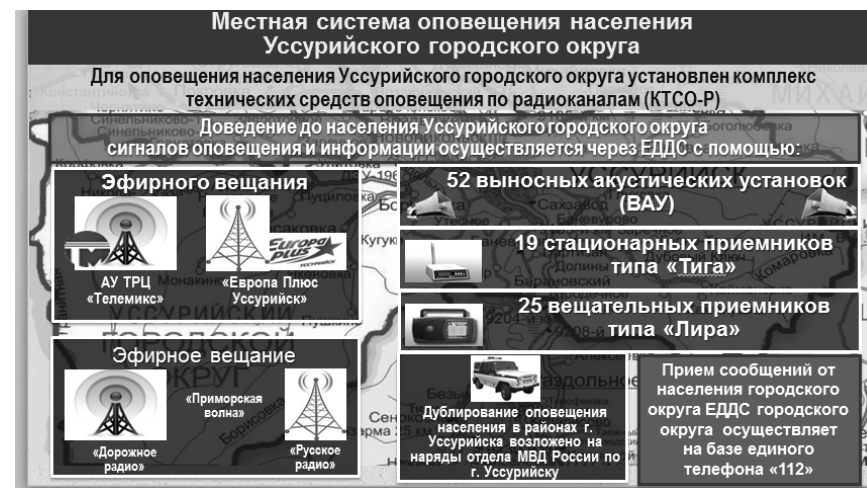 Местная система оповещения населения
Уссурийского городского округа
Для оповещения населения Уссурийского городского округа установлен комплекс
технических средств оповещения по радиоканалам (КТСО-Р)
Доведение до населения Уссурийского городского округа
сигналов оповещения и информации осуществляется через ЕДДС с помощью:
Эфирного вещания
АУ ТРЦ
«Телемикс»
Europa
Plus
«Европа Плюс
Уссурийск»
Эфирное вещание
«Приморская
волна»
«Дорожное
радио»
«Русское
радио»
52 выносных акустических установок
(ВАУ)
19 стационарных приемников
типа «Тига»
25 вещательных приемников
типа «Лира»
Дублирование оповещения
населения в районах г.
Уссурийска возложено на
наряды отдела МВД России по
г. Уссурийску
Прием сообщений от
населения городского
округа ЕДДС городского
округа осуществляет
на базе единого
телефона «112»